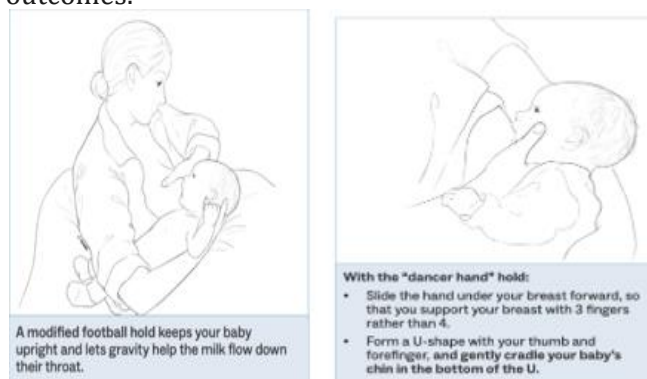 outcomes.
A modified football hold keeps your baby
upright and lets gravity help the milk flow down
their throat.
With the "dancer hand" hold:
• Slide the hand under your breast forward, so
that you support your breast with 3 fingers
rather than 4.
• Form a U-shape with your thumb and
forefinger, and gently cradle your baby's
chin in the bottom of the U.